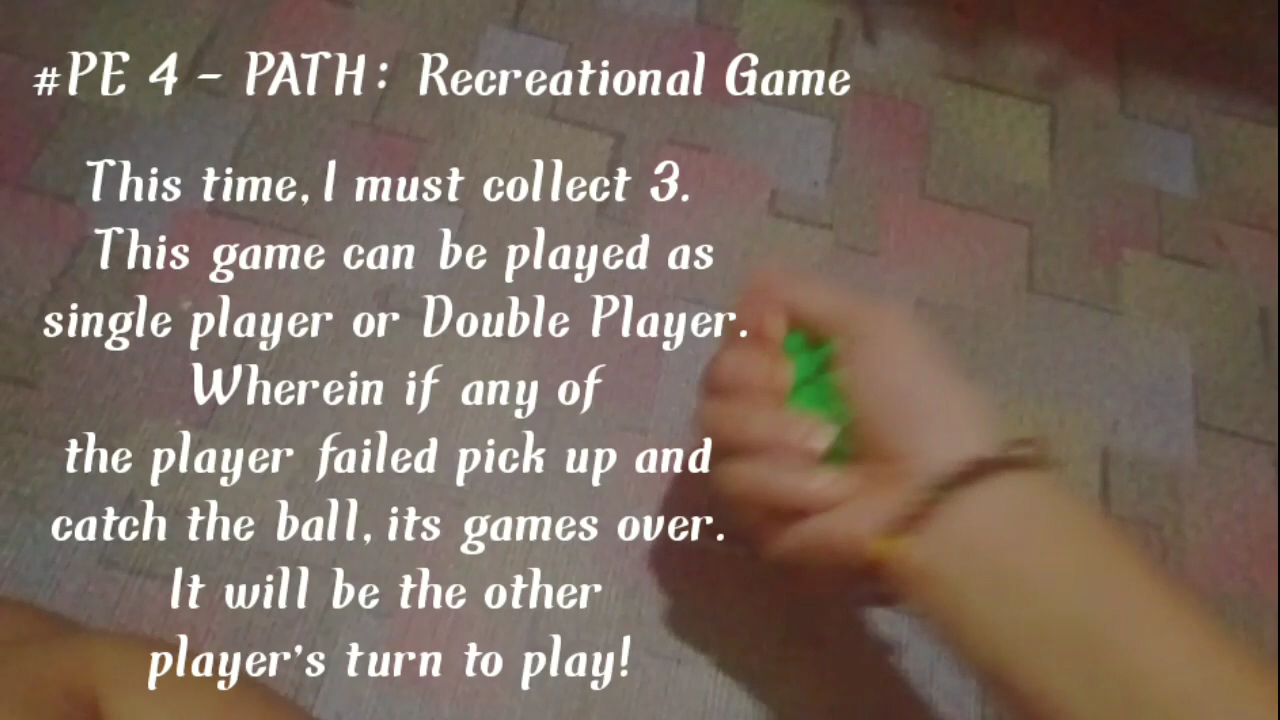 #PE 4 - PATH: Recreational Game
This time, I must collect 3.
This game can be played as
single player or Double Player.
Wherein if any of
the player failed pick up and
catch the ball, its games over.
It will be the other
player's turn to play!